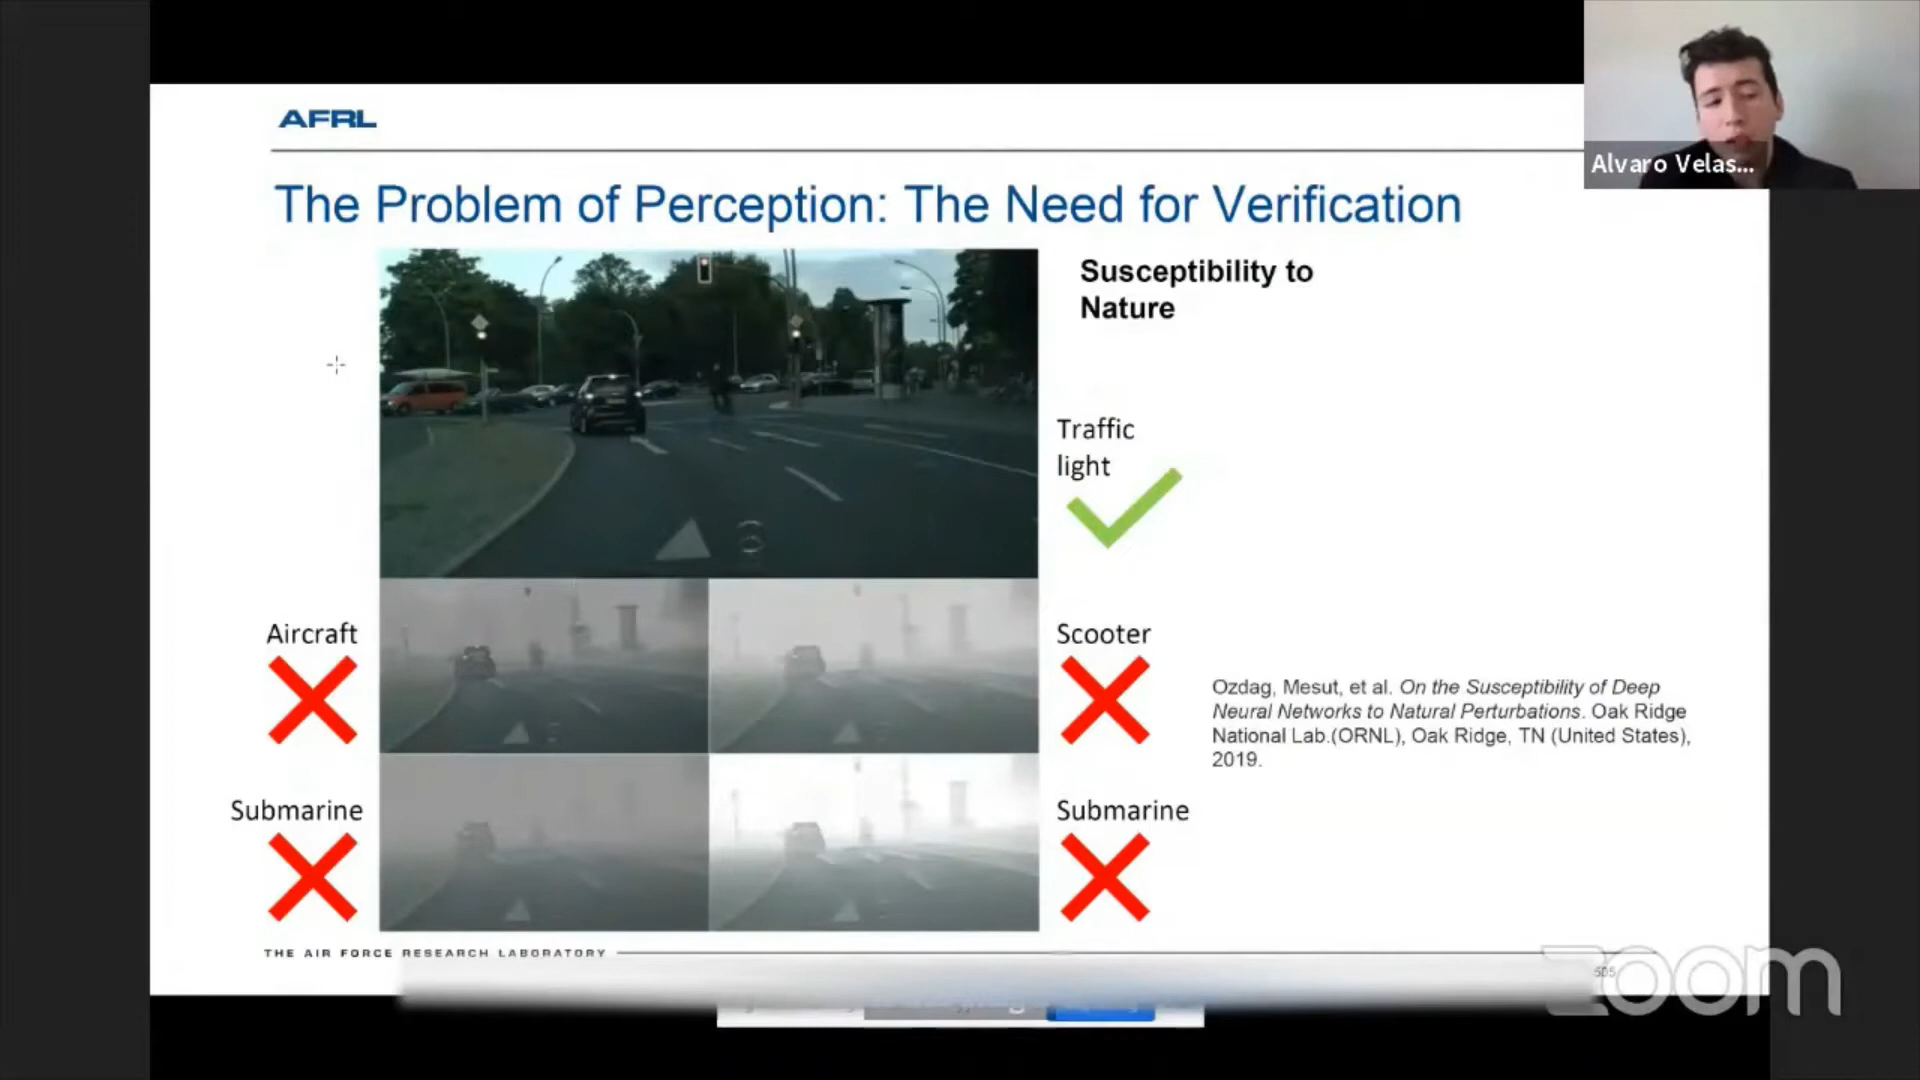 AFRL
Alvaro Velas...
The Problem of Perception: The Need for Verification
Susceptibility to
Nature
Traffic
light
Aircraft
Scooter
Ozdag, Mesut, et al. On the Susceptibility of Deep
Neural Networks to Natural Perturbations. Oak Ridge
National Lab.(ORNL), Oak Ridge, TN (United States),
2019.
Submarine
Submarine
THE AIR FORCE RESEARCH LABORATORY
zoom